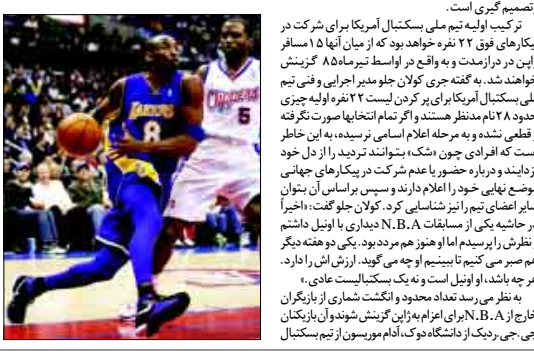 وتصمیم گیری است.
ترکیب اولیه تیم ملی بسکتبال آمریکا برای شرکت در
پیکارهای فوق ۲۲ نفره خواهد بود که از میان آنها ۱۵ مسافر
ژاپن در درازمدت و به واقع در اواسط تیرماه ۸۵ گزینش
خواهند شد. به گفته جری کولان جلو مدیر اجرایی و فنی تیم
ملی بسکتبال آمریکا برای پر کردن لیست ۲۲ نفره اولیه چیزی
حدود ۲۸ نام مدنظر هستند و اگر تمام انتخابها صورت نگرفته
و قطعی نشده و به مرحله اعلام اسامی نرسیده، به این خاطر
است که افرادی چون «شک» بتوانند تردید را از دل خود
بزدایند و درباره حضور یا عدم شرکت در پیکارهای جهانی
موضع نهایی خود را اعلام دارند و سپس براساس آن بتوان
سایر اعضای تیم را نیز شناسایی کرد. کولان جلو گفت: «اخیراً
در حاشیه یکی از مسابقات N.B.A دیداری با اونیل داشتم
و نظرش را پرسیدم اما او هنوز هم مردد بود. یکی دو هفته دیگر
هم صبر می کنیم تا ببینیم او چه می گوید. ارزش اش را دارد.
هر چه باشد، او اونیل است و نه یک بسکتبالیست عادی.»
به نظر می رسد تعداد محدود و انگشت شماری از بازیگران
خارج از N.B.A برای اعزام به ژاپن گزینش شوند و آن بازیکنان
جی.جی.ردیک از دانشگاه دوک، آدام موریسون از تیم بسکتبال
LAKERS
8
CLIPPERS
5